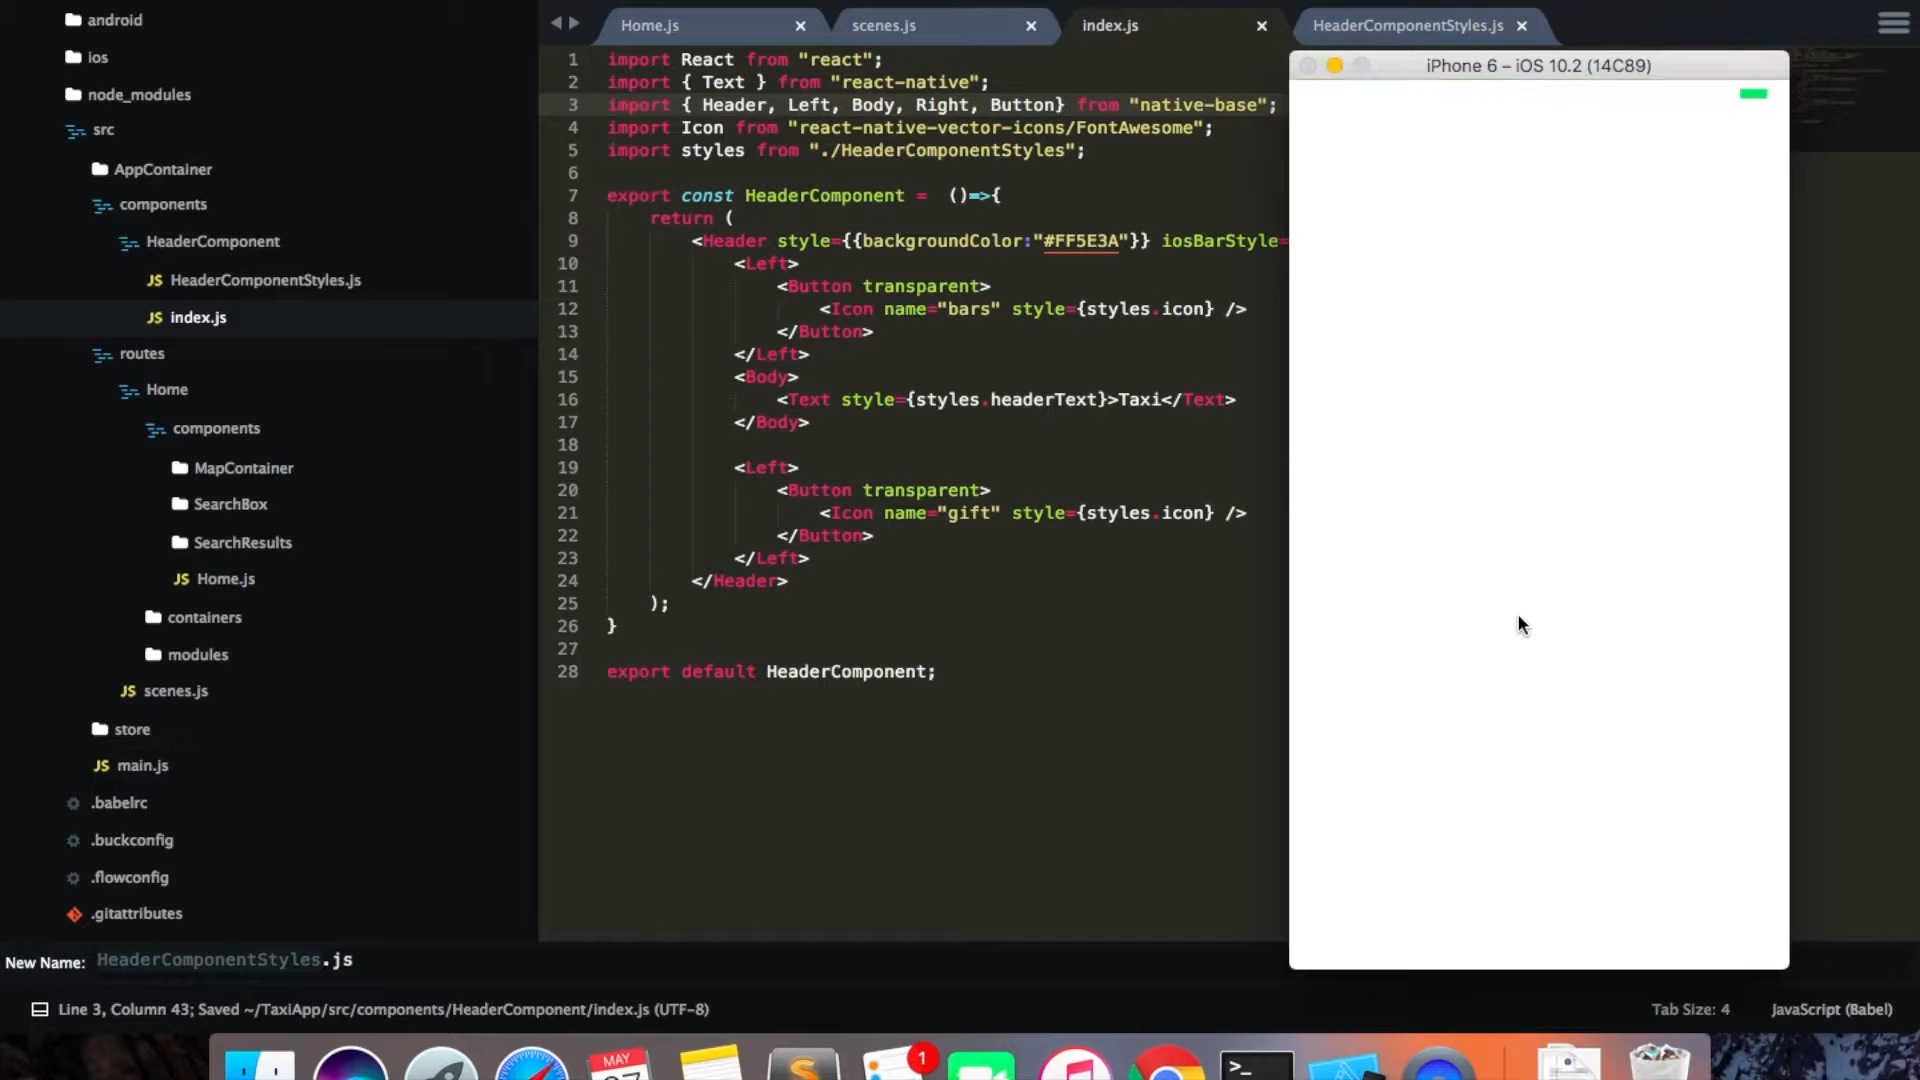 android
ios
node_modules
src
AppContainer
components
HeaderComponent
JS HeaderComponentStyles.js
JS index.js
routes
Home
components
MapContainer
SearchBox
SearchResults
JS Home.js
containers
modules
JS scenes.js
store
JS main.js
.babelrc
.buckconfig
.flowconfig
.gitattributes
Home.js
scenes.js
index.js
HeaderComponentStyles.js
1 import React from "react";
2 import { Text } from "react-native";
3 import { Header, Left, Body, Right, Button} from "native-base";
4 import Icon from "react-native-vector-icons/FontAwesome";
5 import styles from "./HeaderComponentStyles";
6
7 export const HeaderComponent =  ()=>{
8 return (
9 <Header style={{backgroundColor:"#FF5E3A"}} iosBarStyle=
10 <Left>
11 <Button transparent>
12 <Icon name="bars" style={styles.icon} />
13 </Button>
14 </Left>
15 <Body>
16 <Text style={styles.headerText}>Taxi</Text>
17 </Body>
18
19 <Left>
20 <Button transparent>
21 <Icon name="gift" style={styles.icon} />
22 </Button>
23 </Left>
24 </Header>
25 );
26 }
27
28 export default HeaderComponent;
iPhone 6 – iOS 10.2 (14C89)
New Name: HeaderComponentStyles.js
Line 3, Column 43; Saved ~/TaxiApp/src/components/HeaderComponent/index.js (UTF-8)
Tab Size: 4
JavaScript (Babel)
MAY
1
>_